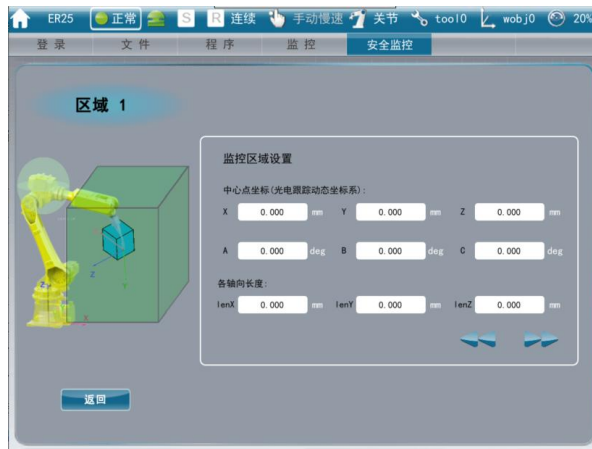 ER25 正常 S R 连续 手动慢速 关节 tool0 wobj0 20%
登录 文件 程序 监控 安全监控
区域 1
监控区域设置
中心点坐标(光电跟踪动态坐标系):
X 0.000 mm Y 0.000 mm Z 0.000 mm
A 0.000 deg B 0.000 deg C 0.000 deg
各轴向长度:
lenX 0.000 mm lenY 0.000 mm lenZ 0.000 mm
Z
Y
Z
X
返回